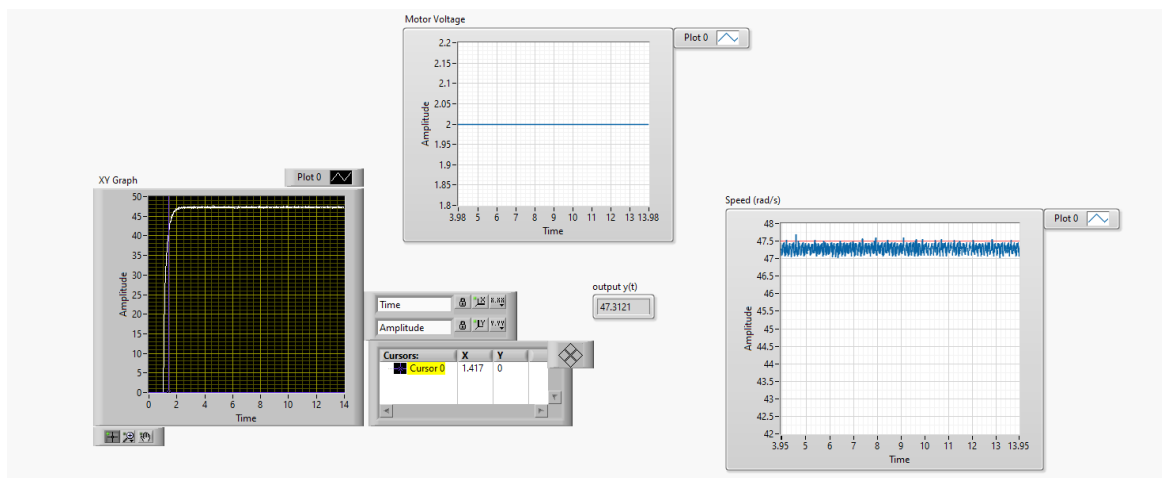 Motor Voltage
Plot 0
2.2
2.15
2.1
2.05
2
1.95
1.9
1.85
1.8
Amplitude
3.98 5 6 7 8 9 10 11 12 13 13.98
Time
XY Graph
Plot 0
50
45
40
35
30
25
20
15
10
5
0
Amplitude
0 2 4 6 8 10 12 14
Time
Time
Amplitude
Cursors: X Y
Cursor 0 1.417 0
output y(t)
47.3121
Speed (rad/s)
Plot 0
48
47.5
47
46.5
46
45.5
45
44.5
44
43.5
43
42.5
42
Amplitude
3.95 5 6 7 8 9 10 11 12 13.95
Time